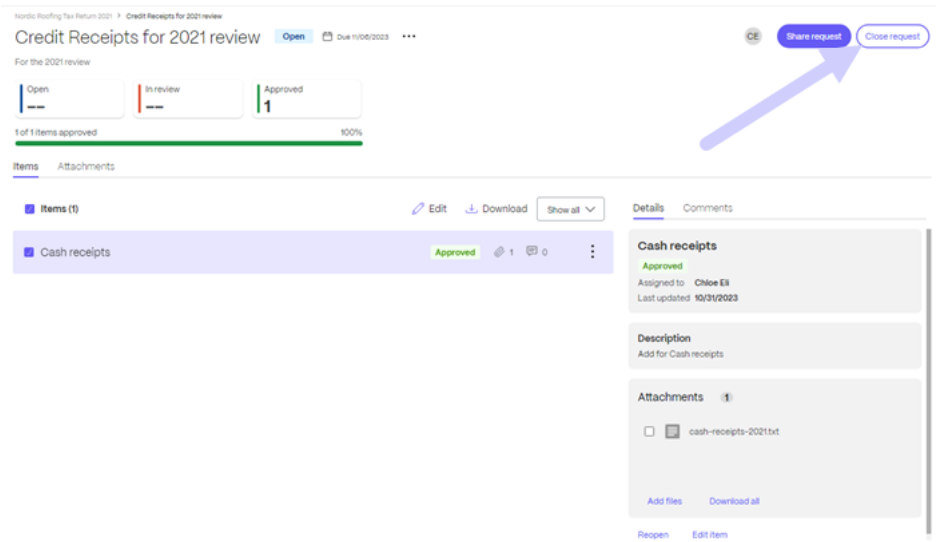 Nordic Roofing Tax Return 2021 > Credit Receipts for 2021 review
Credit Receipts for 2021 review Open Due 11/06/2023 •••
CE Share request Close request
For the 2021 review
Open In review Approved
-- -- 1
1 of 1 items approved 100%
Items Attachments
Items (1) Edit Download Show all
Cash receipts Approved 1 0
Details Comments
Cash receipts
Approved
Assigned to Chloe Eli
Last updated 10/31/2023
Description
Add for Cash receipts
Attachments 1
cash-receipts-2021.txt
Add files Download all
Reopen Edit item